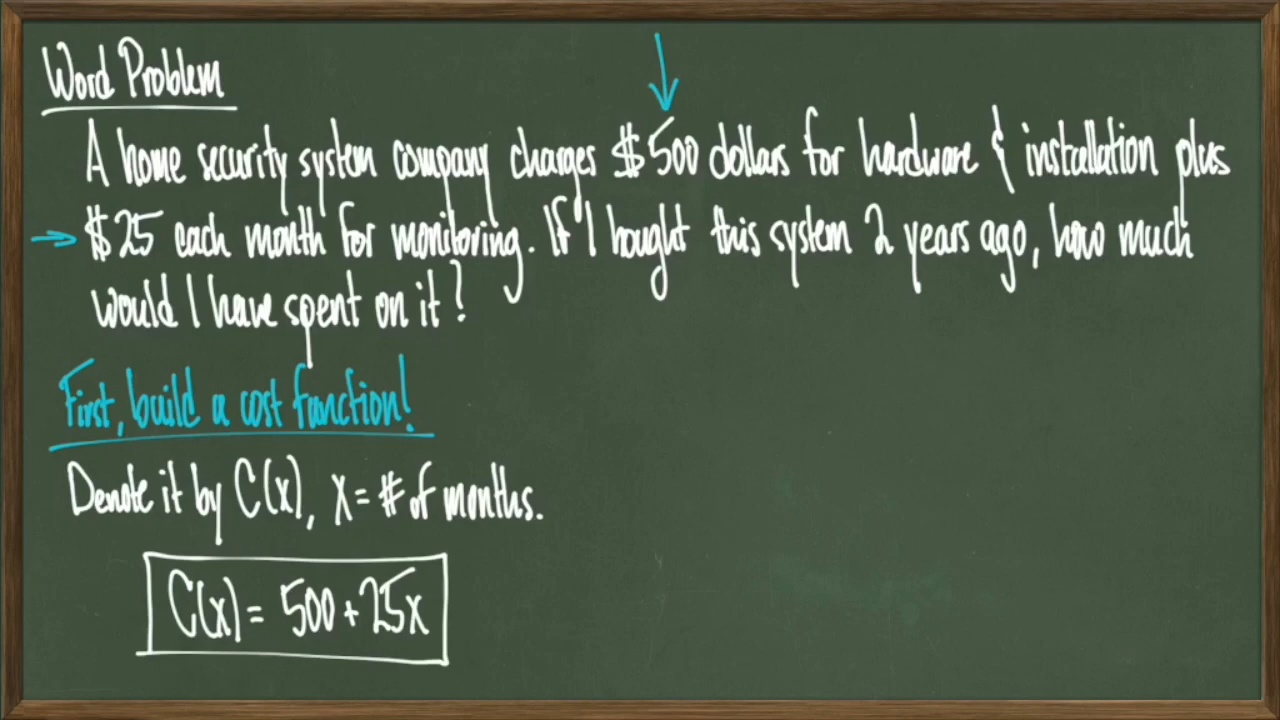 Word Problem
A home security system company charges $500 dollars for hardware & installation plus
$25 each month for monitoring. If I bought this system 2 years ago, how much
would I have spent on it?
First, build a cost function!
Denote it by C(x), x = # of months.
C(x) = 500 + 25x